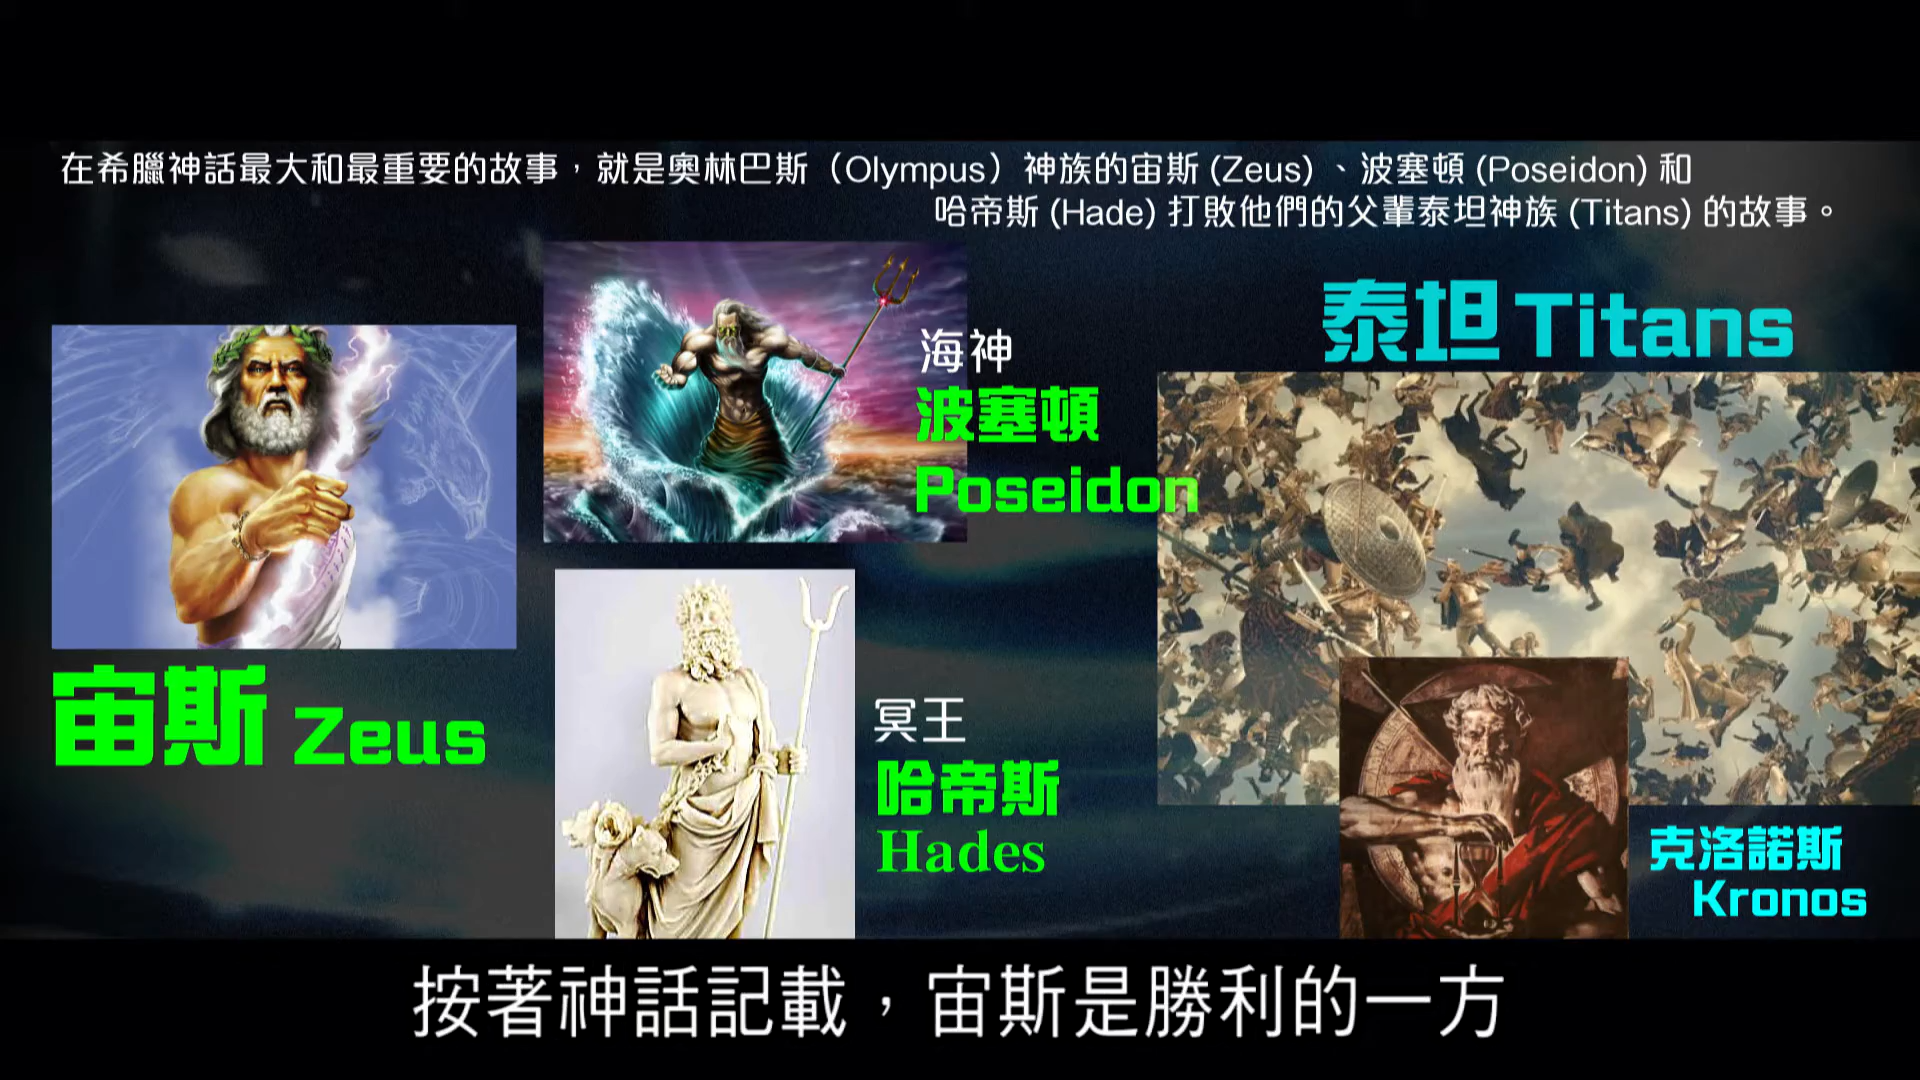 在希臘神話最大和最重要的故事，就是奧林巴斯（Olympus）神族的宙斯 (Zeus) 、波塞頓 (Poseidon) 和
哈帝斯 (Hade) 打敗他們的父輩泰坦神族 (Titans) 的故事。
泰坦 Titans
海神
波塞頓
Poseidon
宙斯 Zeus
冥王
哈帝斯
Hades
克洛諾斯
Kronos
按著神話記載，宙斯是勝利的一方